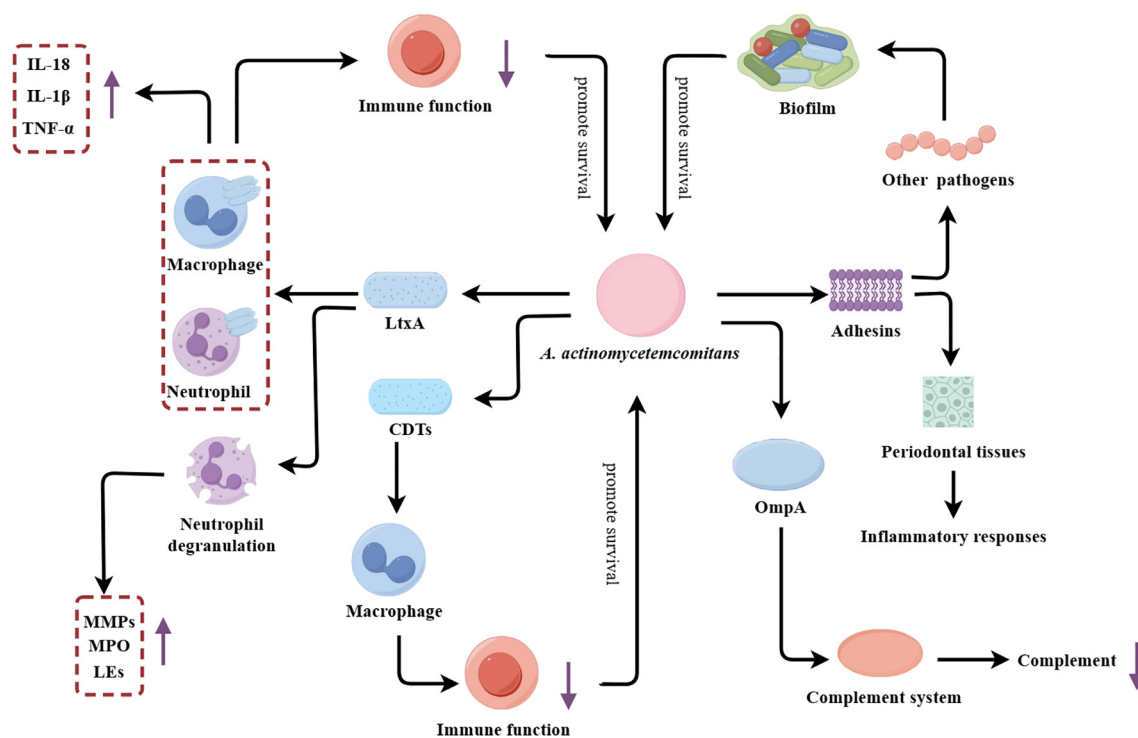 IL-18
IL-1β
TNF-α
Immune function
promote survival
promote survival
Biofilm
Other pathogens
Macrophage
LtxA
A. actinomycetemcomitans
Adhesins
Neutrophil
CDTs
Periodontal tissues
Neutrophil
degranulation
OmpA
Inflammatory responses
promote survival
Macrophage
MMPs
MPO
LEs
Immune function
Complement system
Complement